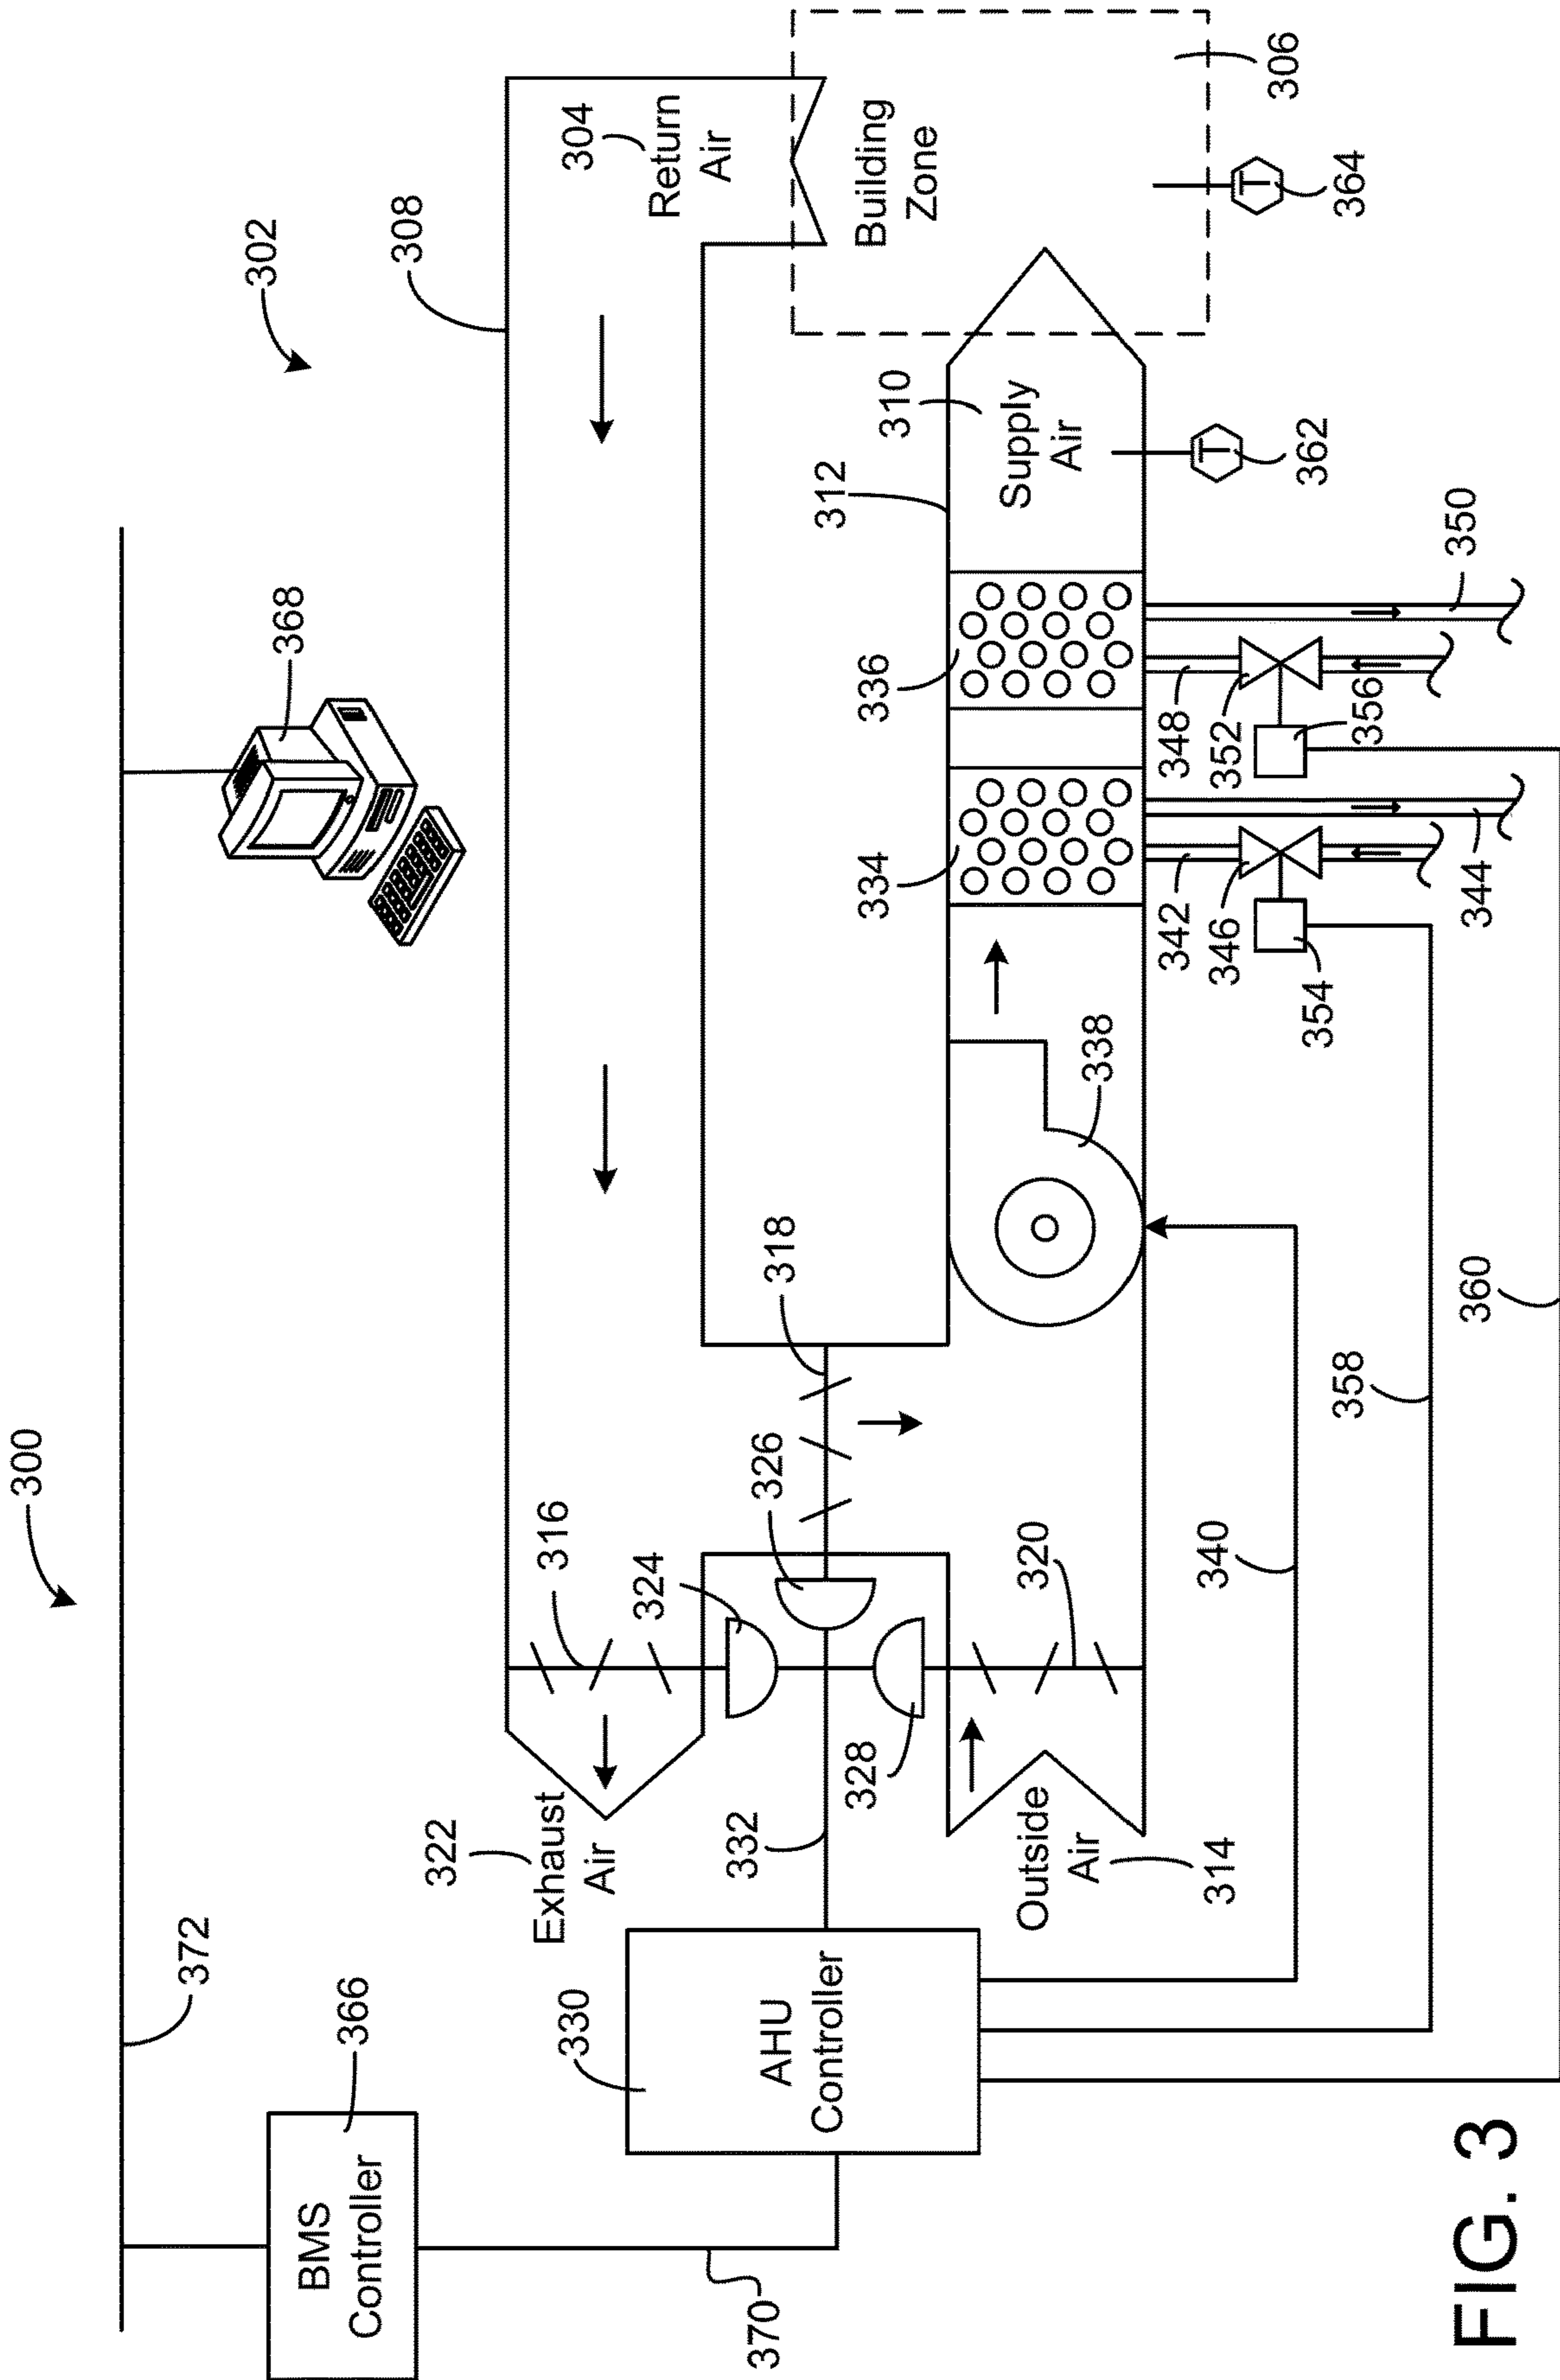 300
372
BMS
Controller
366
370
368
302
308
304
Return
Air
Building
Zone
306
364
T
322
Exhaust
Air
316
324
326
318
328
332
330
AHU
Controller
Outside
Air
314
320
338
334
336
312
310
Supply
Air
362
T
342
346
354
344
348
352
356
350
340
358
360
FIG. 3